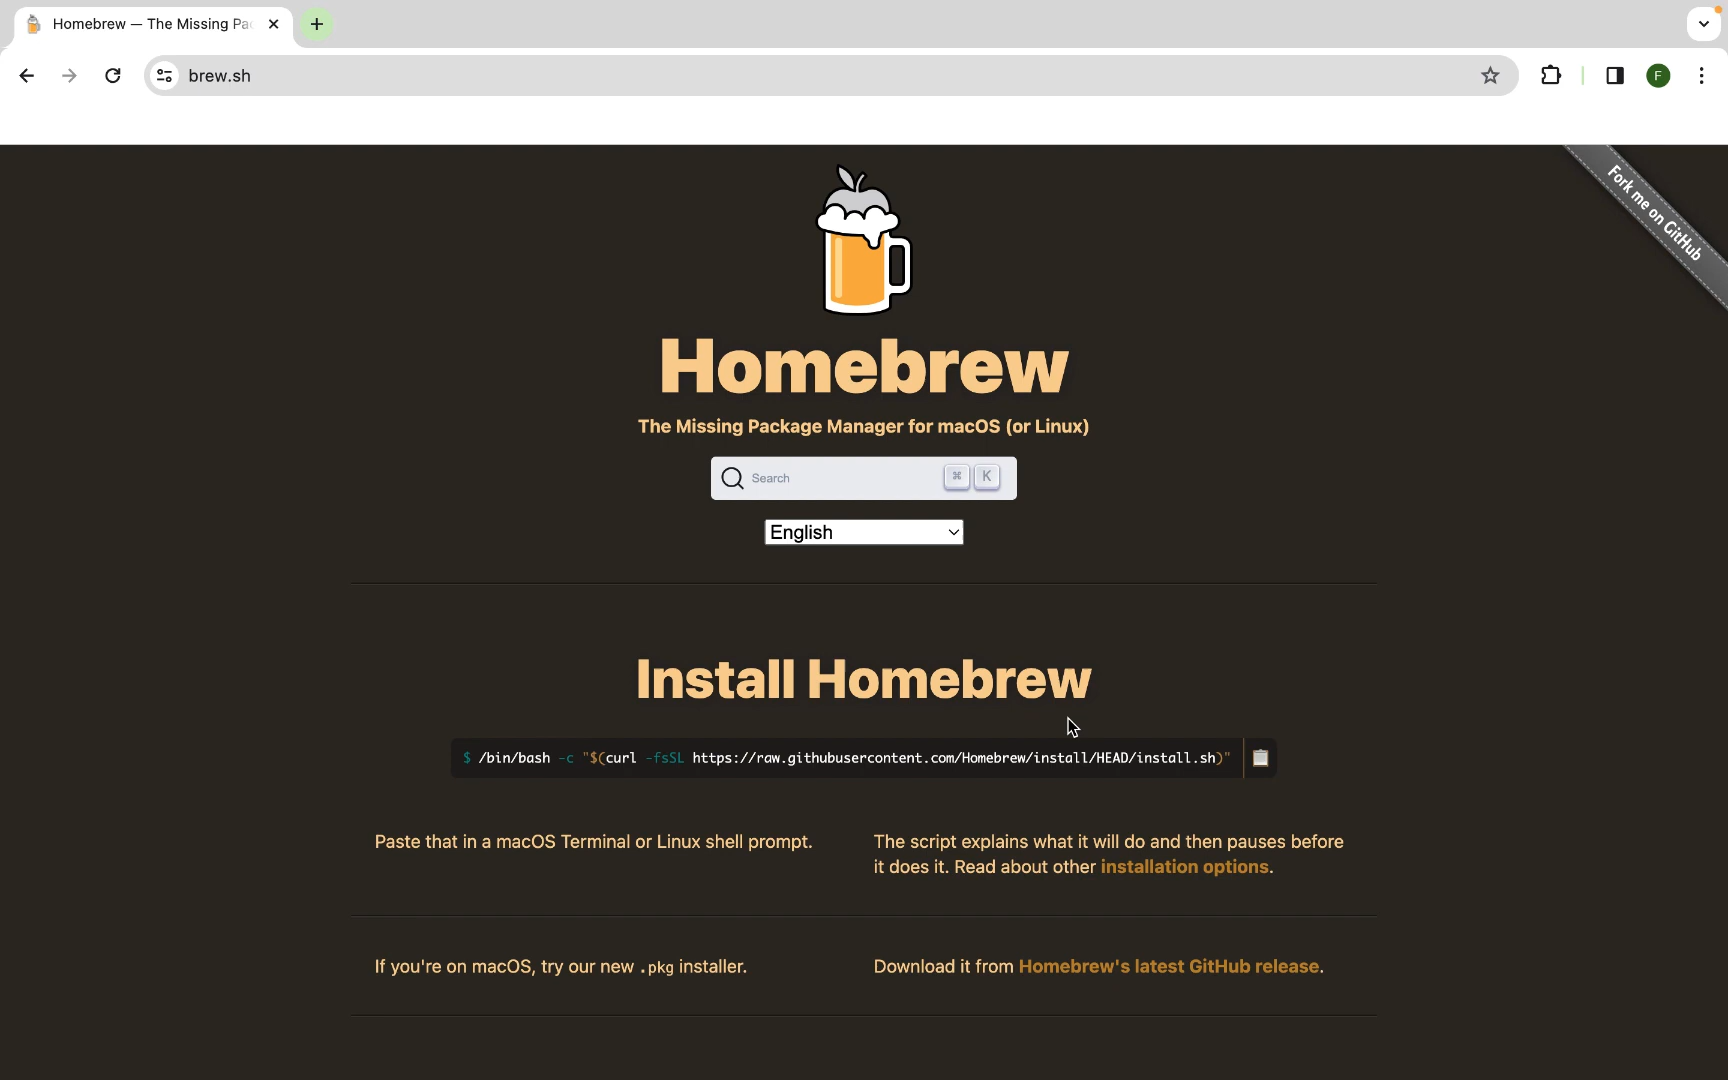 Homebrew — The Missing Pac
brew.sh
F
Fork me on GitHub
Homebrew
The Missing Package Manager for macOS (or Linux)
Search ⌘ K
English
Install Homebrew
$ /bin/bash -c "$(curl -fsSL https://raw.githubusercontent.com/Homebrew/install/HEAD/install.sh)"
Paste that in a macOS Terminal or Linux shell prompt.
The script explains what it will do and then pauses before
it does it. Read about other installation options.
If you're on macOS, try our new .pkg installer.
Download it from Homebrew's latest GitHub release.